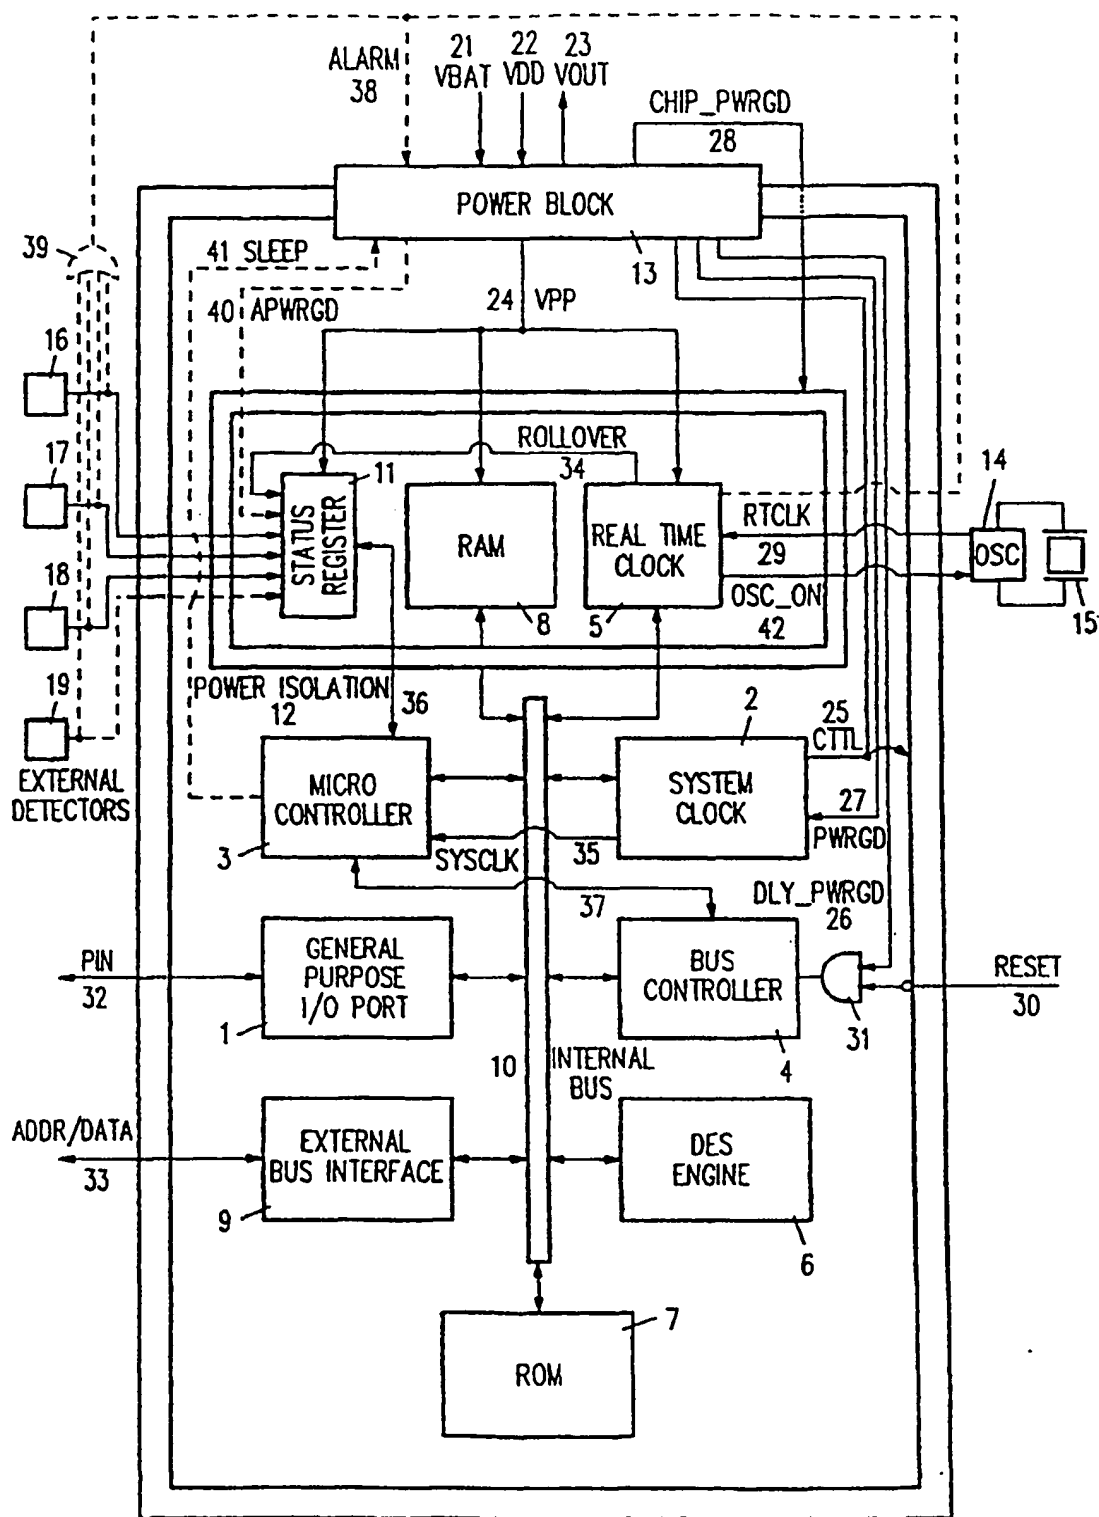 ALARM
38
21
VBAT
22
VDD
23
VOUT
CHIP_PWRGD
28
POWER BLOCK
13
39
41 SLEEP
40 APWRGD
24 VPP
16
17
18
19
EXTERNAL
DETECTORS
ROLLOVER
34
11
STATUS
REGISTER
RAM
8
REAL TIME
CLOCK
5
RTCLK
29
OSC_ON
42
14
OSC
15
POWER ISOLATION
12
36
MICRO
CONTROLLER
3
2
SYSTEM
CLOCK
25
CTTL
27
PWRGD
SYSCLK
35
37
DLY_PWRGD
26
PIN
32
GENERAL
PURPOSE
I/O PORT
1
BUS
CONTROLLER
4
31
RESET
30
10
INTERNAL
BUS
ADDR/DATA
33
EXTERNAL
BUS INTERFACE
9
DES
ENGINE
6
7
ROM